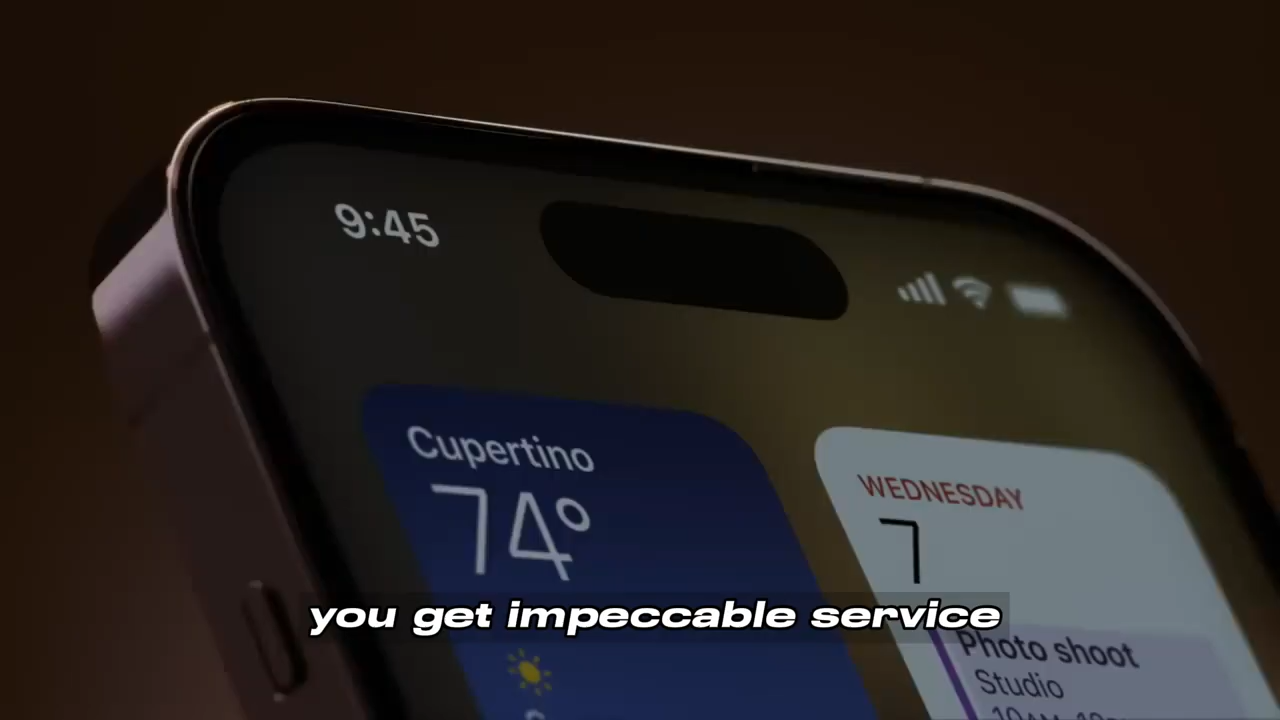 9:45
Cupertino
74°
WEDNESDAY
7
you get impeccable service
Photo shoot
Studio